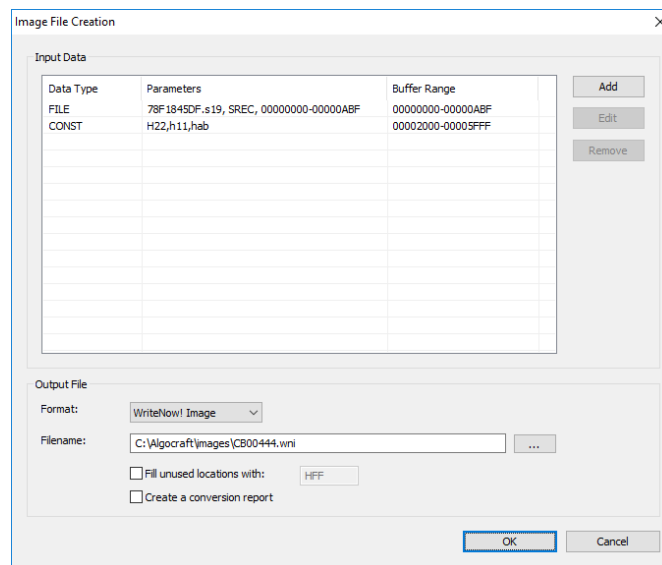 Image File Creation
Input Data
Data Type Parameters Buffer Range
FILE 78F1845DF.s19, SREC, 00000000-00000ABF 00000000-00000ABF
CONST H22,h11,hab 00002000-00005FFF
Add
Edit
Remove
Output File
Format: WriteNow! Image
Filename: C:\Algocraft\images\CB00444.wni ...
Fill unused locations with: HFF
Create a conversion report
OK Cancel